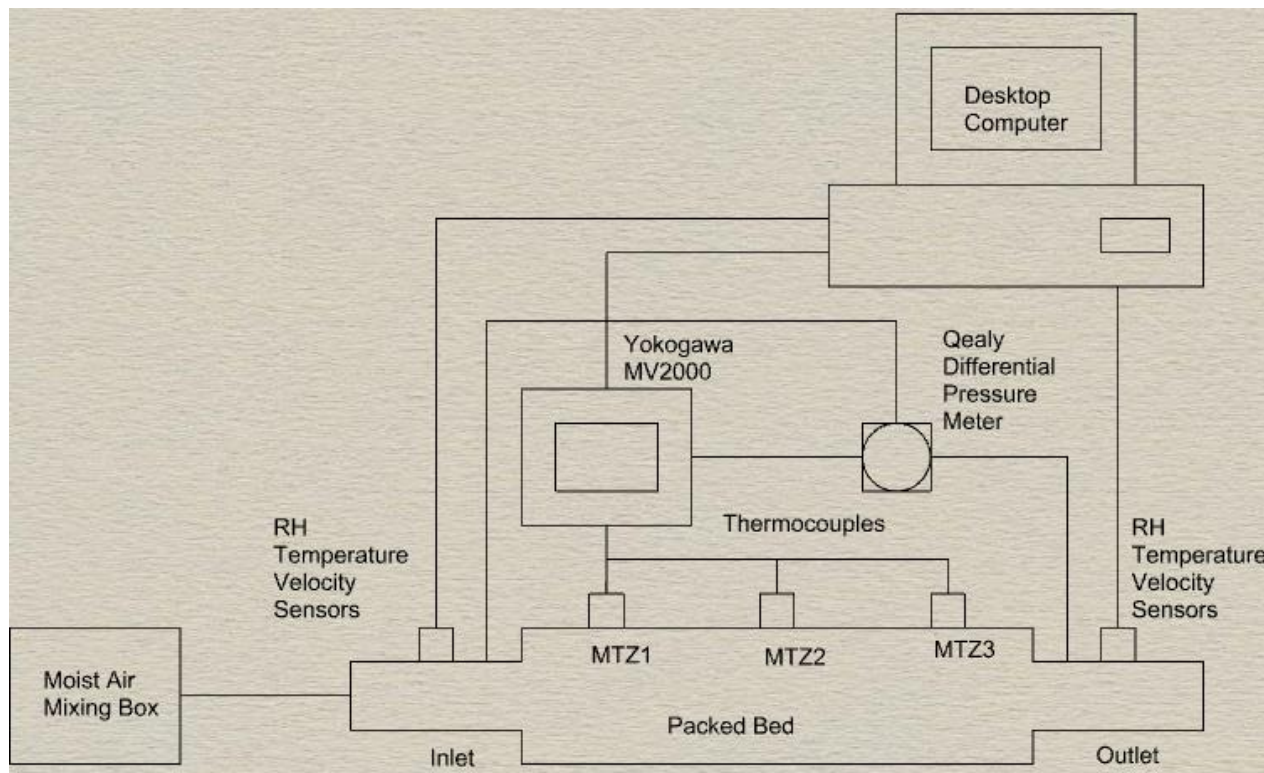 Desktop
Computer
Yokogawa
MV2000
Qealy
Differential
Pressure
Meter
Thermocouples
RH
Temperature
Velocity
Sensors
RH
Temperature
Velocity
Sensors
MTZ1
MTZ2
MTZ3
Moist Air
Mixing Box
Packed Bed
Inlet
Outlet